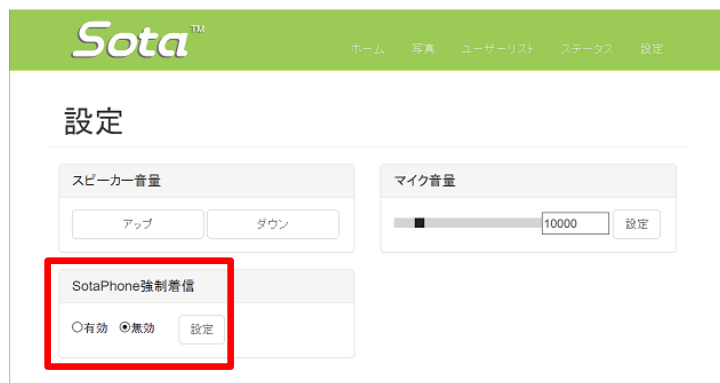 Sota™
ホーム 写真 ユーザーリスト ステータス 設定
設定
スピーカー音量
アップ ダウン
マイク音量
10000 設定
SotaPhone強制着信
有効 無効 設定